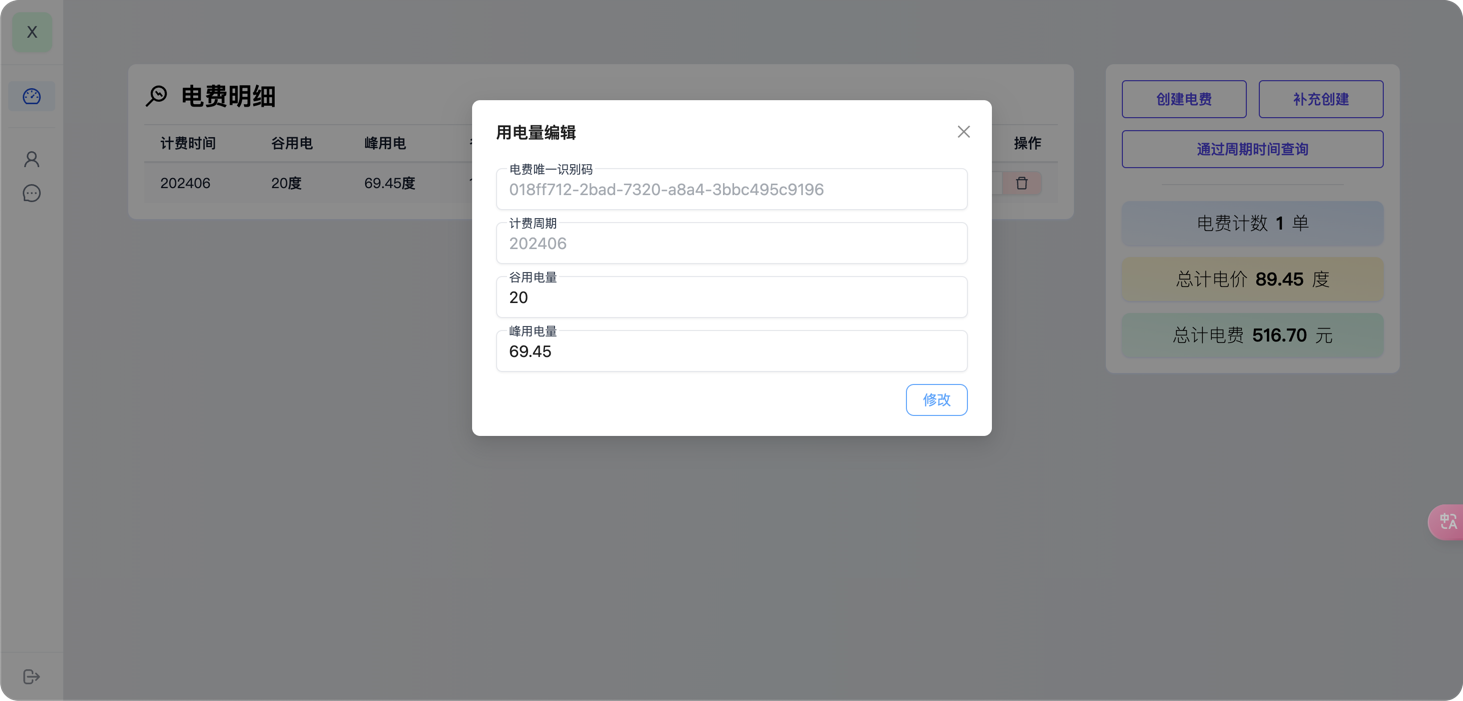 X
电费明细
计费时间 谷用电 峰用电 操作
202406 20度 69.45度
用电量编辑
电费唯一识别码
018ff712-2bad-7320-a8a4-3bbc495c9196
计费周期
202406
谷用电量
20
峰用电量
69.45
修改
创建电费 补充创建
通过周期时间查询
电费计数 1 单
总计电价 89.45 度
总计电费 516.70 元
中 A